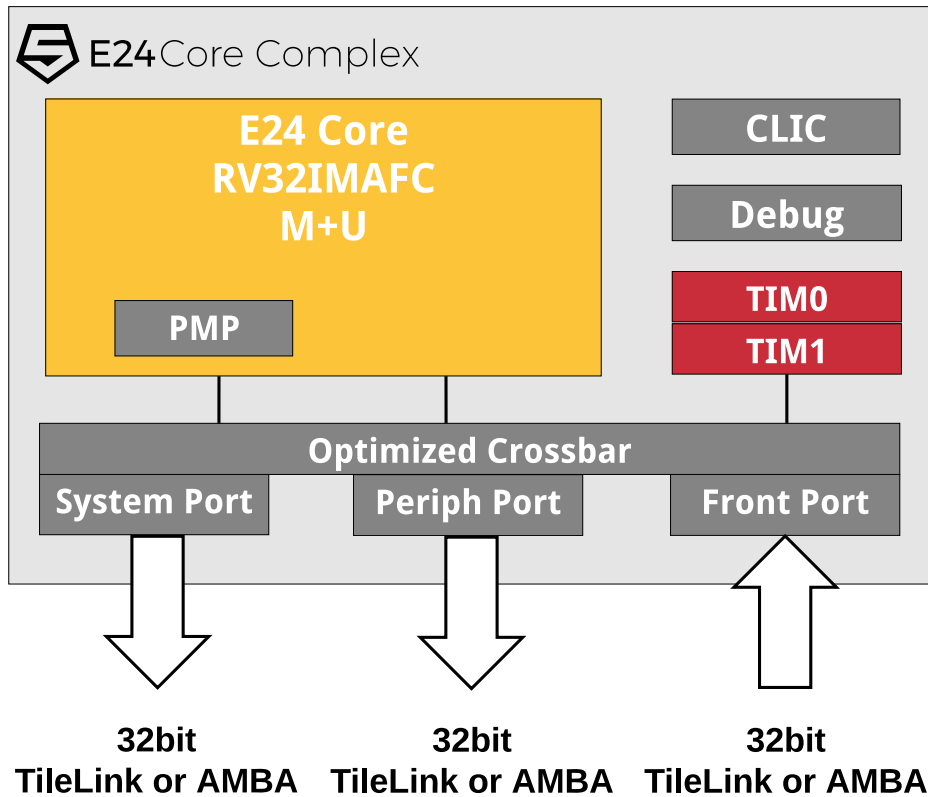 E24 Core Complex
E24 Core
RV32IMAFC
M+U
PMP
CLIC
Debug
TIM0
TIM1
Optimized Crossbar
System Port
Periph Port
Front Port
32bit
TileLink or AMBA
32bit
TileLink or AMBA
32bit
TileLink or AMBA